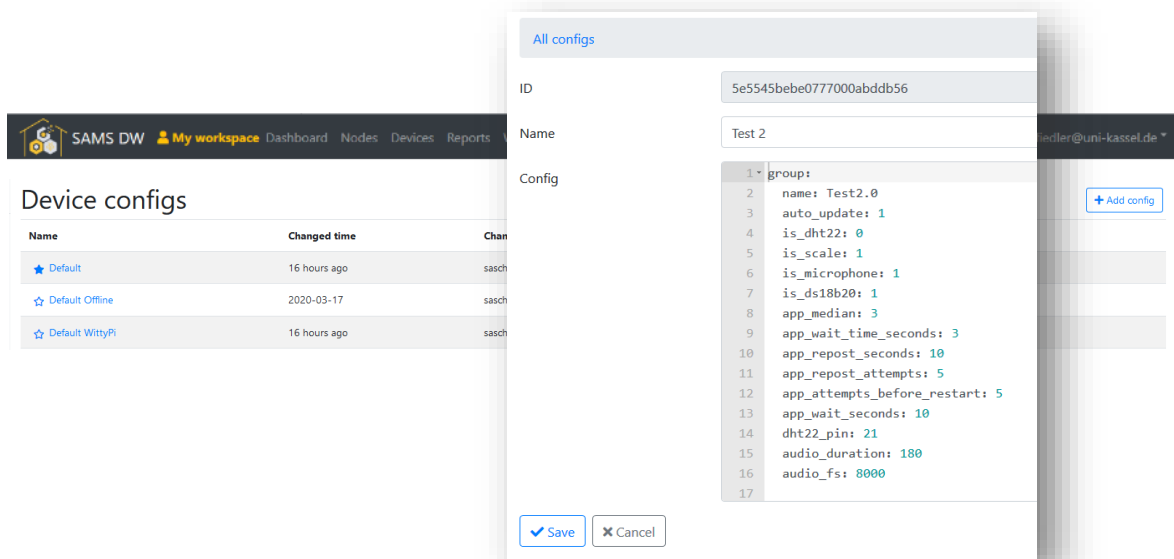 SAMS DW My workspace Dashboard Nodes Devices Reports
iedler@uni-kassel.de
Device configs
+ Add config
Name Changed time
Default 16 hours ago
Default Offline 2020-03-17
Default WittyPi 16 hours ago
All configs
ID 5e5545bebe0777000abddb56
Name Test 2
Config
1 group:
2 name: Test2.0
3 auto_update: 1
4 is_dht22: 0
5 is_scale: 1
6 is_microphone: 1
7 is_ds18b20: 1
8 app_median: 3
9 app_wait_time_seconds: 3
10 app_repost_seconds: 10
11 app_repost_attempts: 5
12 app_attempts_before_restart: 5
13 app_wait_seconds: 10
14 dht22_pin: 21
15 audio_duration: 180
16 audio_fs: 8000
17
Save Cancel